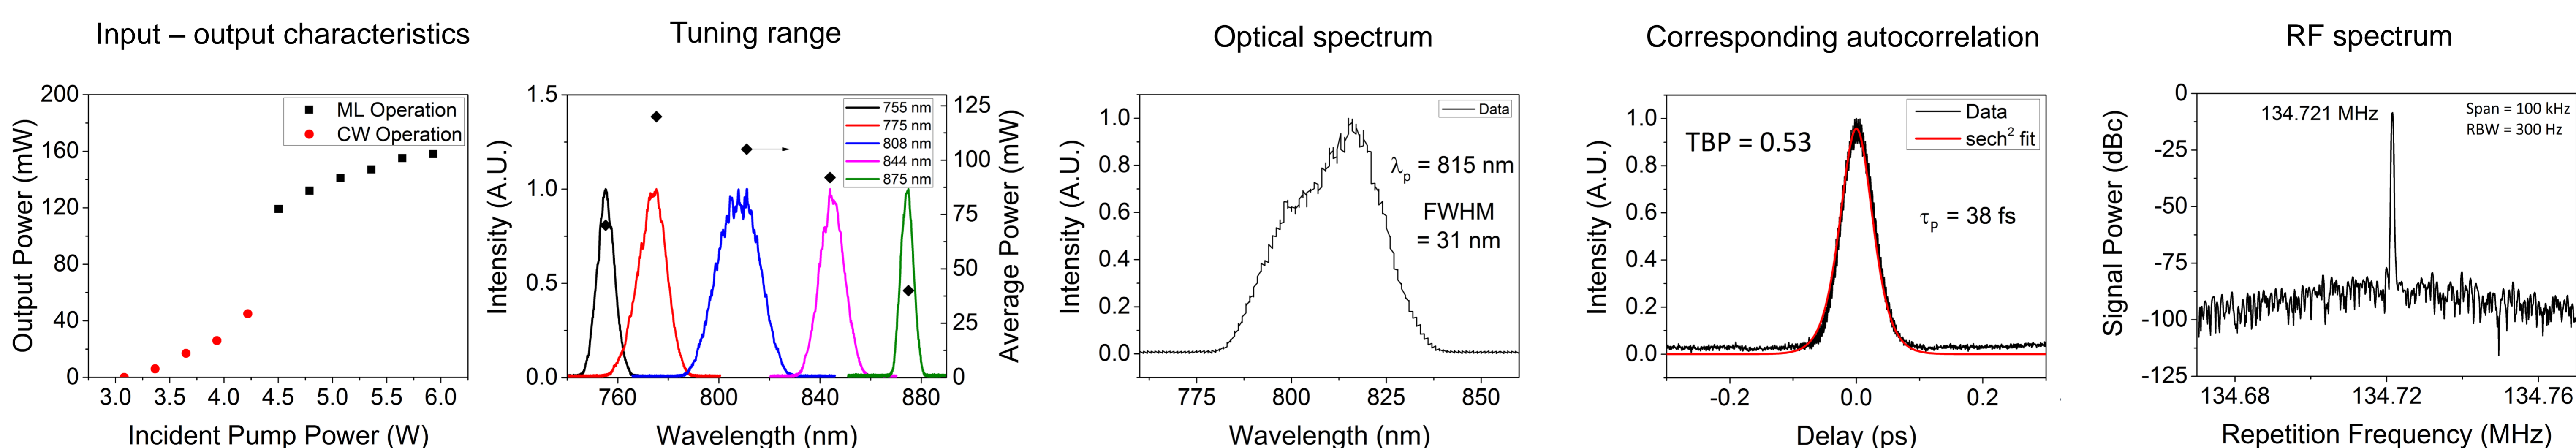 Input – output characteristics
200
160
120
80
40
0
Output Power (mW)
ML Operation
CW Operation
3.0 3.5 4.0 4.5 5.0 5.5 6.0
Incident Pump Power (W)
Tuning range
1.5
1.0
0.5
0.0
Intensity (A.U.)
755 nm
775 nm
808 nm
844 nm
875 nm
125
100
75
50
25
0
Average Power (mW)
760 800 840 880
Wavelength (nm)
Optical spectrum
1.0
0.8
0.6
0.4
0.2
0.0
Intensity (A.U.)
Data
λp = 815 nm
FWHM
= 31 nm
775 800 825 850
Wavelength (nm)
Corresponding autocorrelation
1.0
0.8
0.6
0.4
0.2
0.0
Intensity (A.U.)
TBP = 0.53
Data
sech² fit
τp = 38 fs
-0.2 0.0 0.2
Delay (ps)
RF spectrum
0
-25
-50
-75
-100
-125
Signal Power (dBc)
134.721 MHz
Span = 100 kHz
RBW = 300 Hz
134.68 134.72 134.76
Repetition Frequency (MHz)